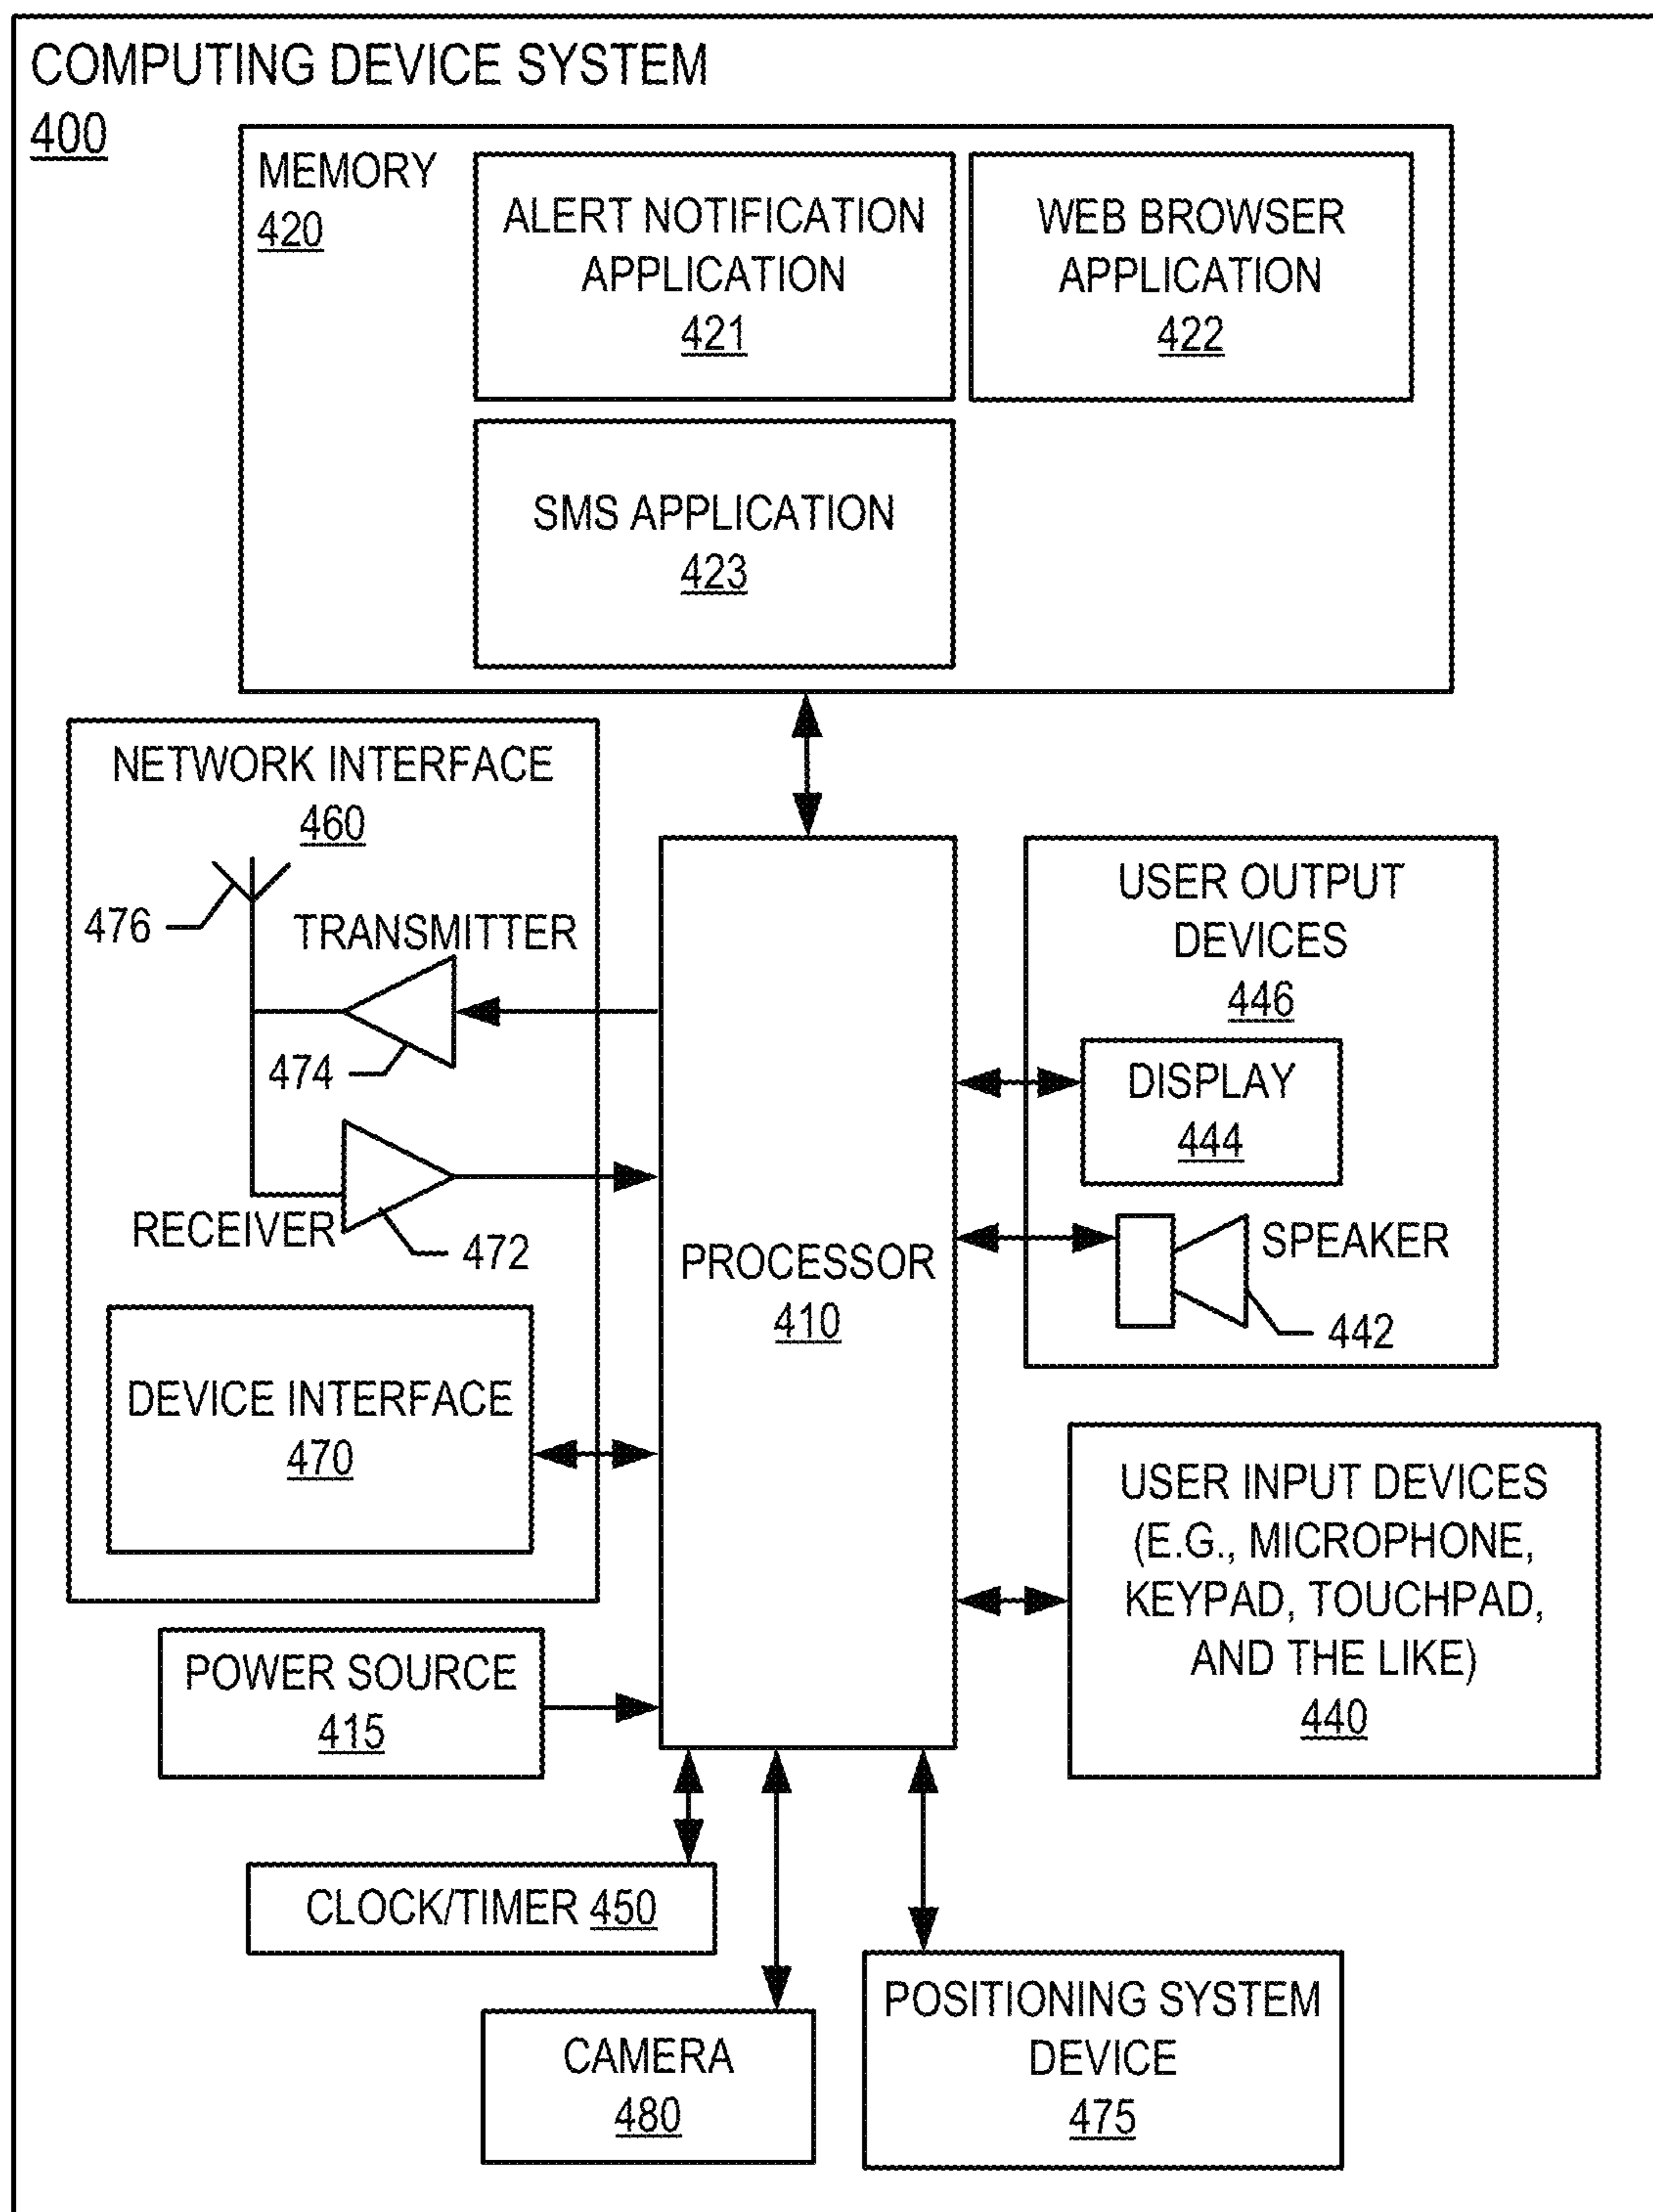 COMPUTING DEVICE SYSTEM
400
MEMORY
420
ALERT NOTIFICATION
APPLICATION
421
WEB BROWSER
APPLICATION
422
SMS APPLICATION
423
NETWORK INTERFACE
460
476
TRANSMITTER
474
RECEIVER
472
DEVICE INTERFACE
470
PROCESSOR
410
USER OUTPUT
DEVICES
446
DISPLAY
444
SPEAKER
442
USER INPUT DEVICES
(E.G., MICROPHONE,
KEYPAD, TOUCHPAD,
AND THE LIKE)
440
POWER SOURCE
415
CLOCK/TIMER 450
CAMERA
480
POSITIONING SYSTEM
DEVICE
475